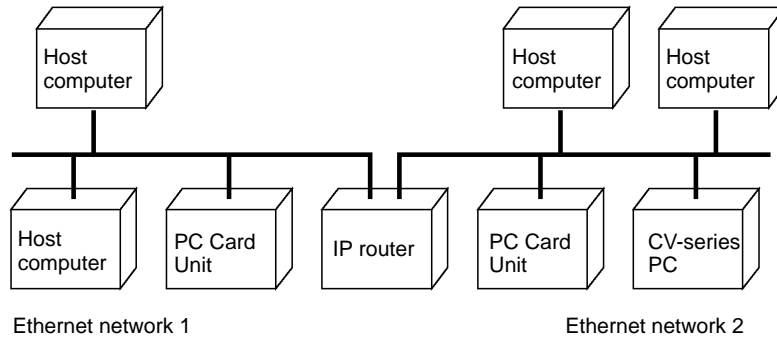 Host
computer
Host
computer
Host
computer
Host
computer
PC Card
Unit
IP router
PC Card
Unit
CV-series
PC
Ethernet network 1
Ethernet network 2